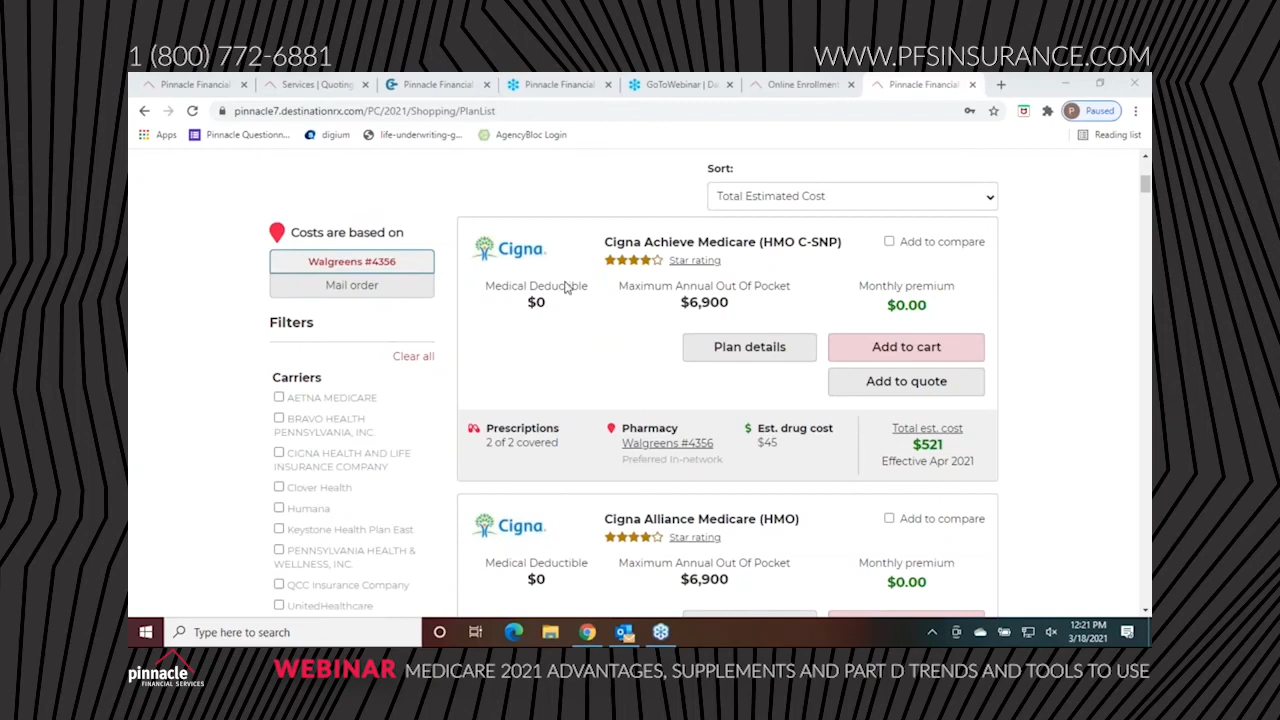 1 (800) 772-6881
WWW.PFSINSURANCE.COM
Pinnacle Financial
Services | Quoting
Pinnacle Financial
Pinnacle Financial
GoToWebinar | Da
Online Enrollment
Pinnacle Financial
pinnacle7.destinationrx.com/PC/2021/Shopping/PlanList
Paused
Apps
Pinnacle Questionn...
digium
life-underwriting-g...
AgencyBloc Login
Reading list
Sort:
Total Estimated Cost
Costs are based on
Walgreens #4356
Mail order
Filters
Clear all
Carriers
AETNA MEDICARE
BRAVO HEALTH
PENNSYLVANIA, INC.
CIGNA HEALTH AND LIFE
INSURANCE COMPANY
Clover Health
Humana
Keystone Health Plan East
PENNSYLVANIA HEALTH &
WELLNESS, INC.
QCC Insurance Company
UnitedHealthcare
Cigna.
Cigna Achieve Medicare (HMO C-SNP)
Add to compare
Star rating
Medical Deductible
Maximum Annual Out Of Pocket
Monthly premium
$0
$6,900
$0.00
Plan details
Add to cart
Add to quote
Prescriptions
2 of 2 covered
Pharmacy
Walgreens #4356
Preferred In-network
Est. drug cost
$45
Total est. cost
$521
Effective Apr 2021
Cigna.
Cigna Alliance Medicare (HMO)
Add to compare
Star rating
Medical Deductible
Maximum Annual Out Of Pocket
Monthly premium
$0
$6,900
$0.00
Type here to search
12:21 PM
3/18/2021
pinnacle
FINANCIAL SERVICES
WEBINAR MEDICARE 2021 ADVANTAGES, SUPPLEMENTS AND PART D TRENDS AND TOOLS TO USE